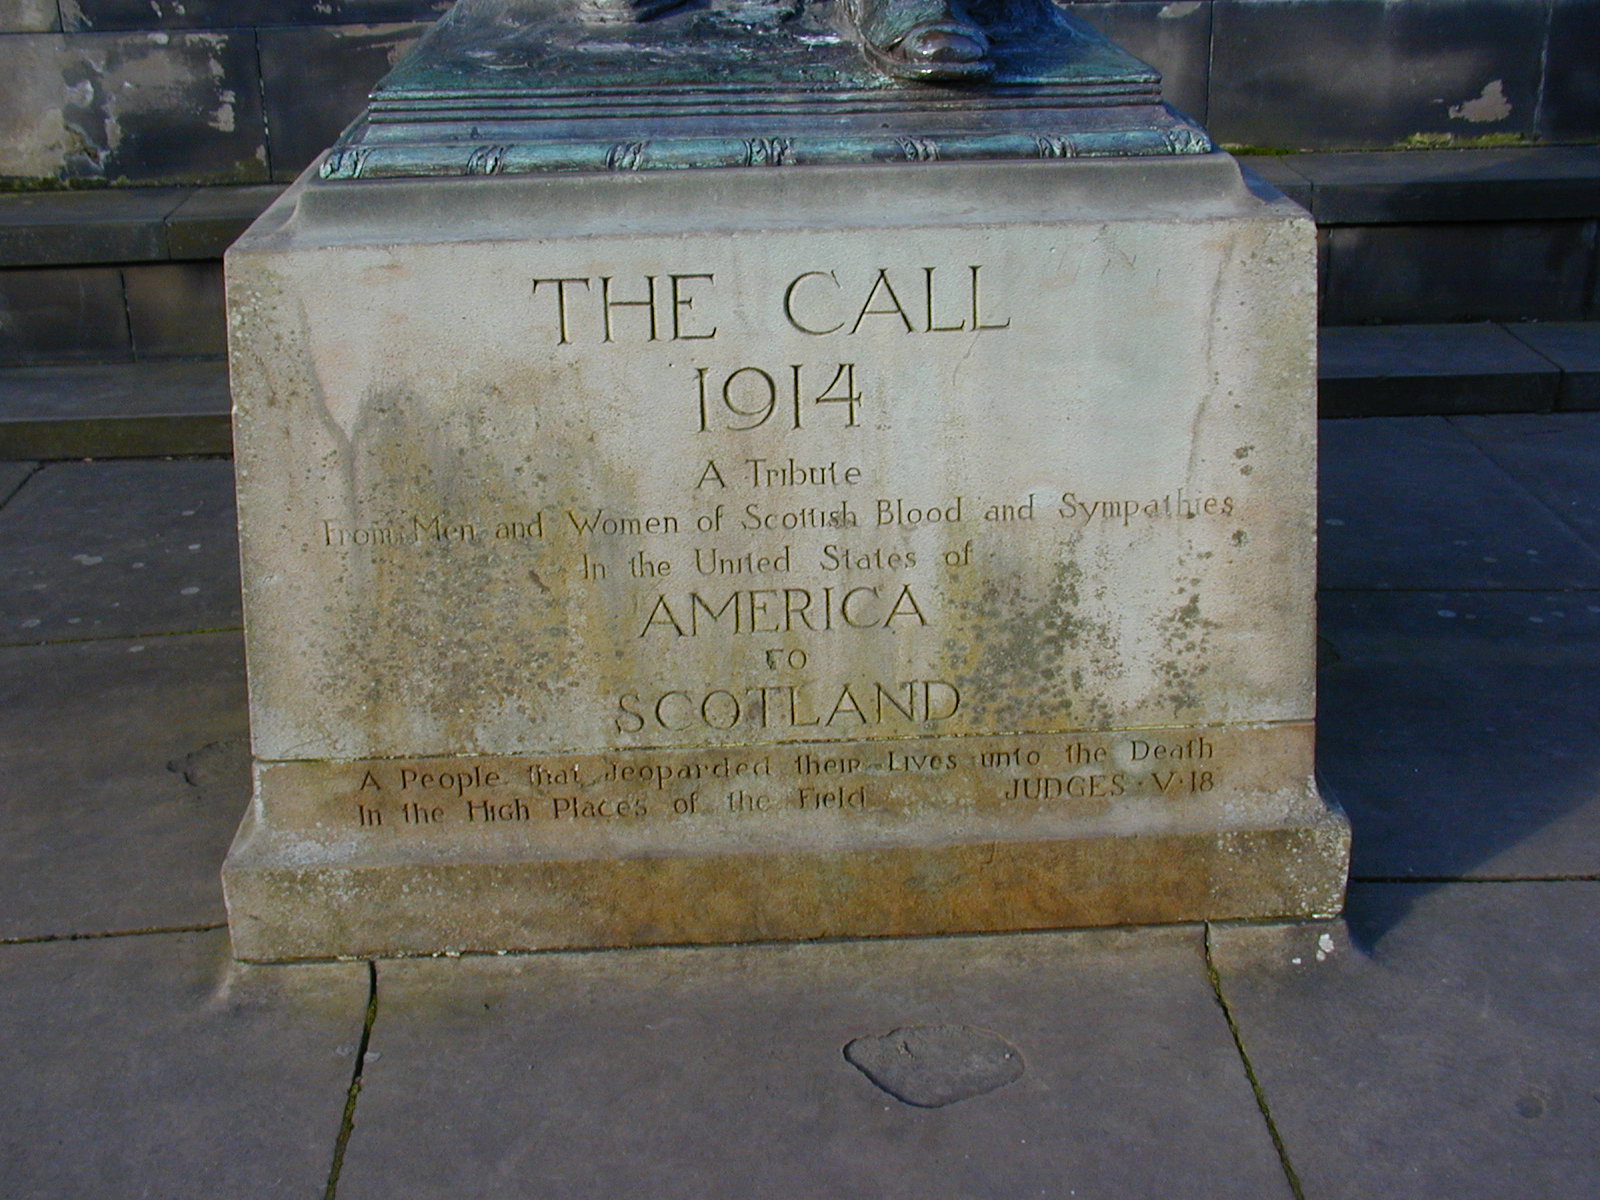 THE CALL
1914
A Tribute
From Men and Women of Scottish Blood and Sympathies
In the United States of
AMERICA
TO
SCOTLAND
A People that Jeoparded their Lives unto the Death
In the High Places of the Field JUDGES · V · 18